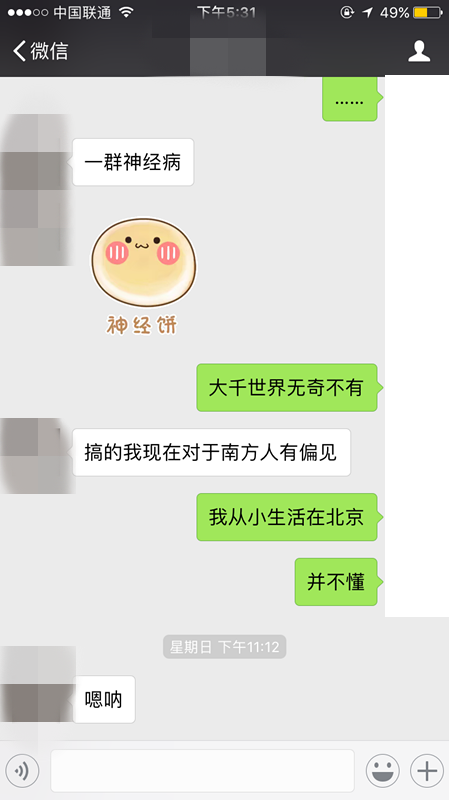 中国联通
下午5:31
49%
微信
……
一群神经病
神经饼
大千世界无奇不有
搞的我现在对于南方人有偏见
我从小生活在北京
并不懂
星期日 下午11:12
嗯呐